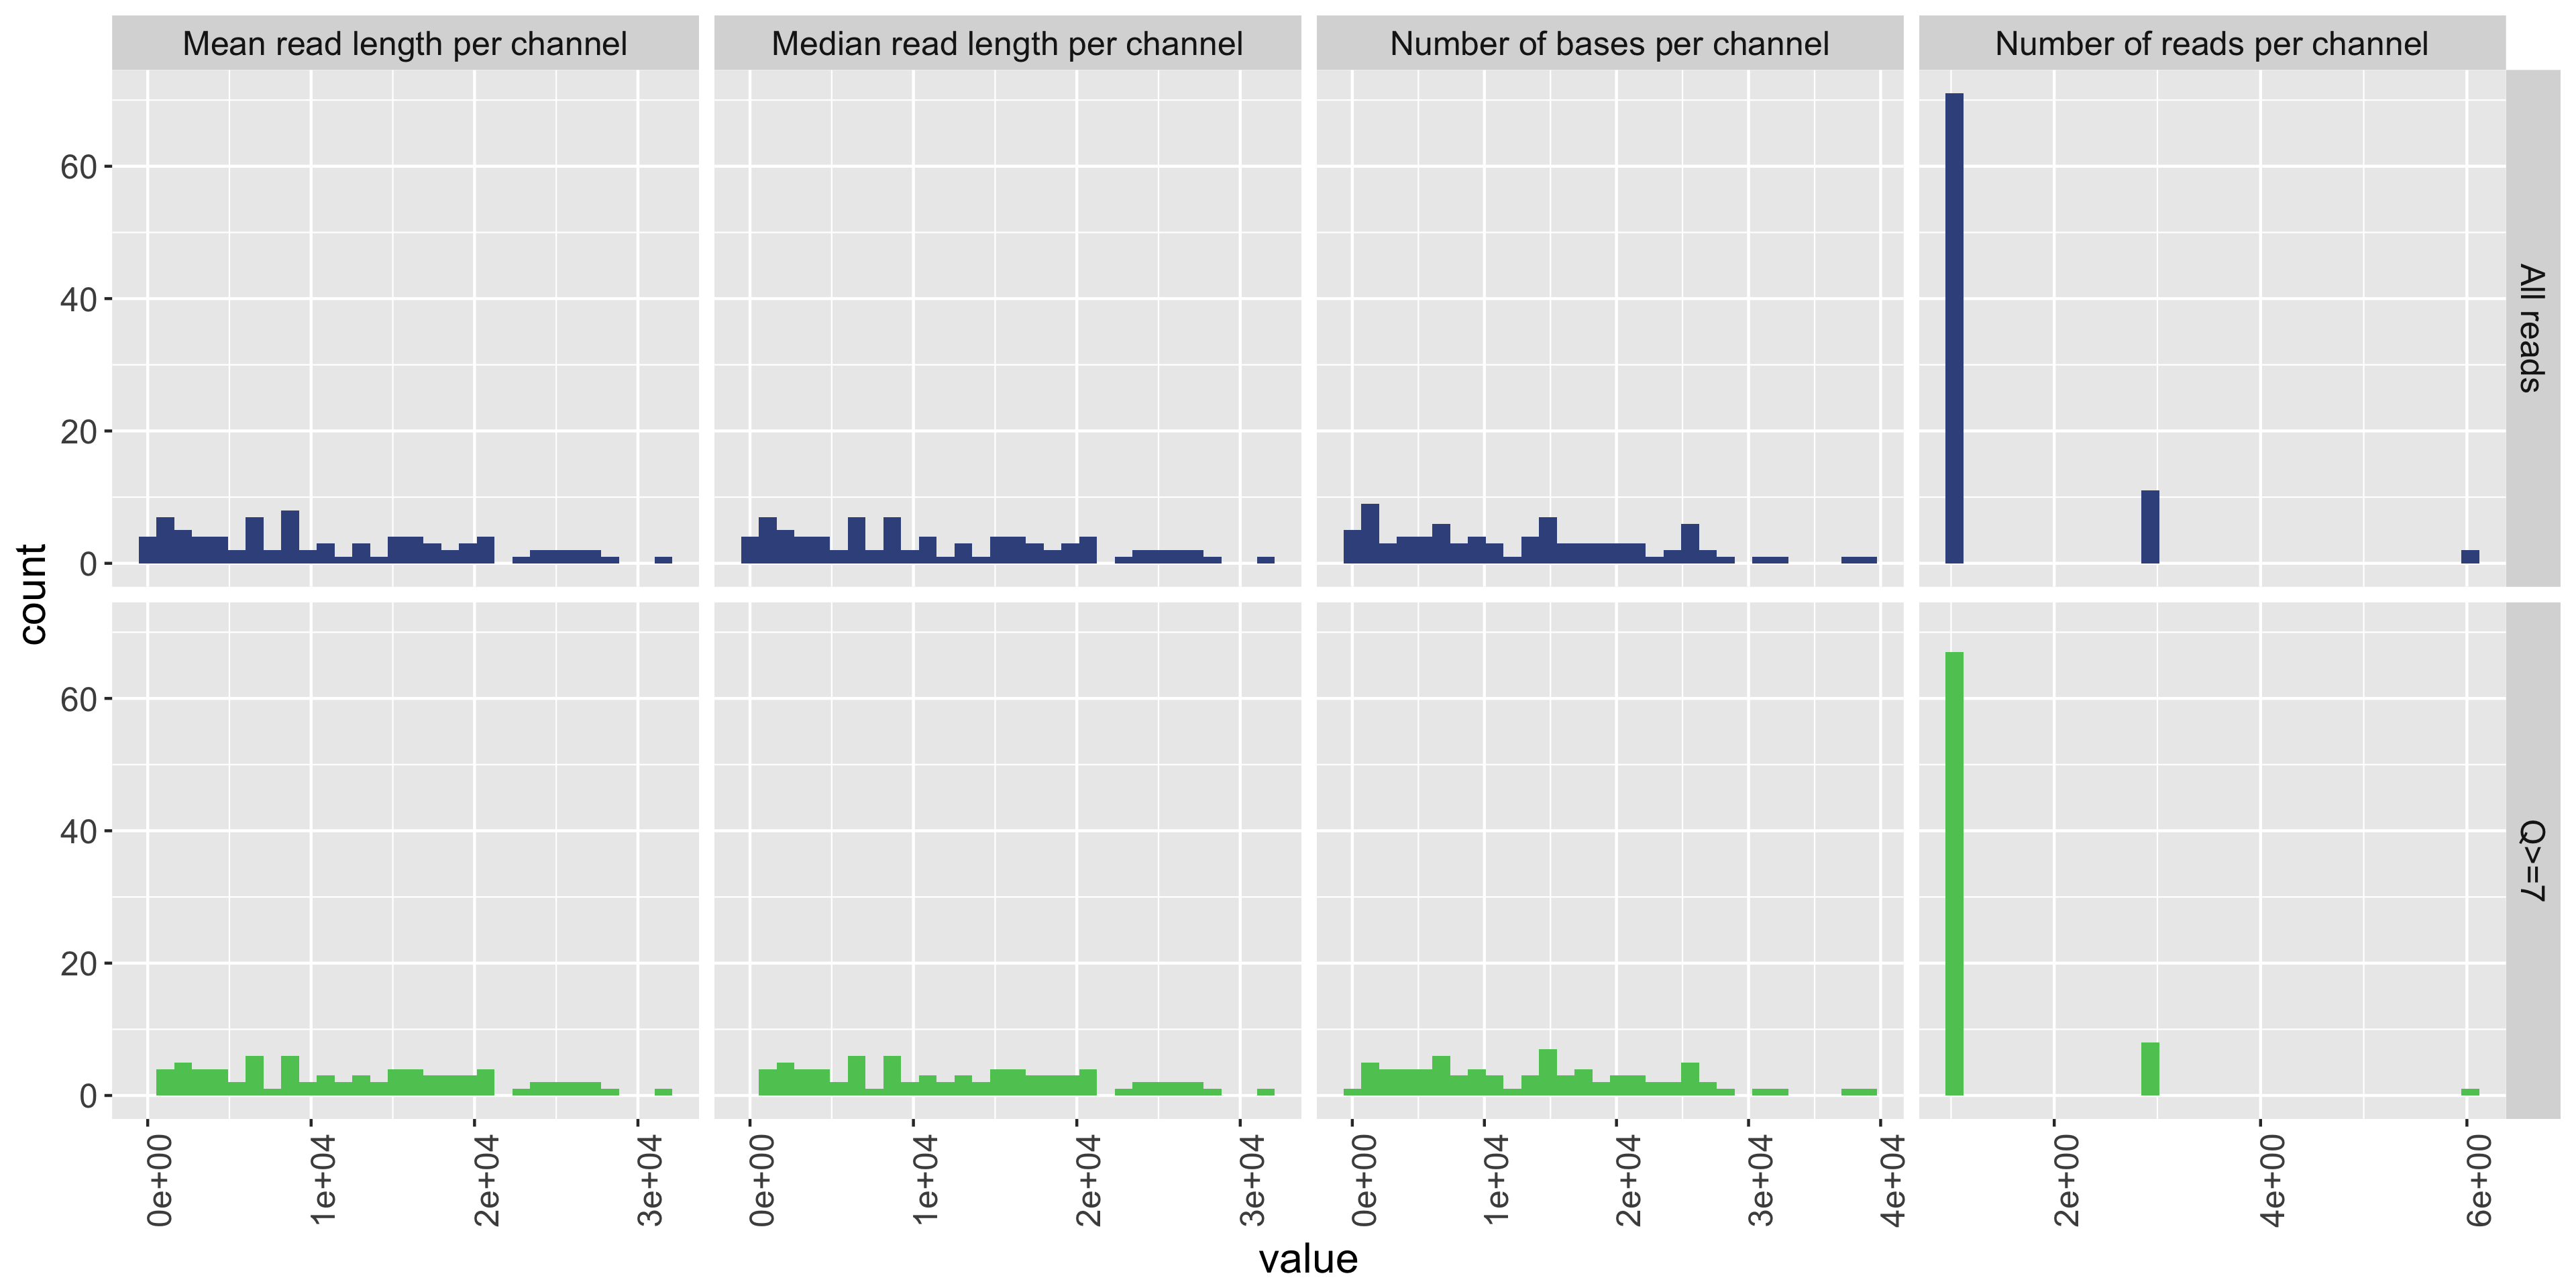 Mean read length per channel
Median read length per channel
Number of bases per channel
Number of reads per channel
count
60
40
20
0
All reads
60
40
20
0
Q>=7
0e+00
1e+04
2e+04
3e+04
0e+00
1e+04
2e+04
3e+04
0e+00
1e+04
2e+04
3e+04
4e+04
2e+00
4e+00
6e+00
value